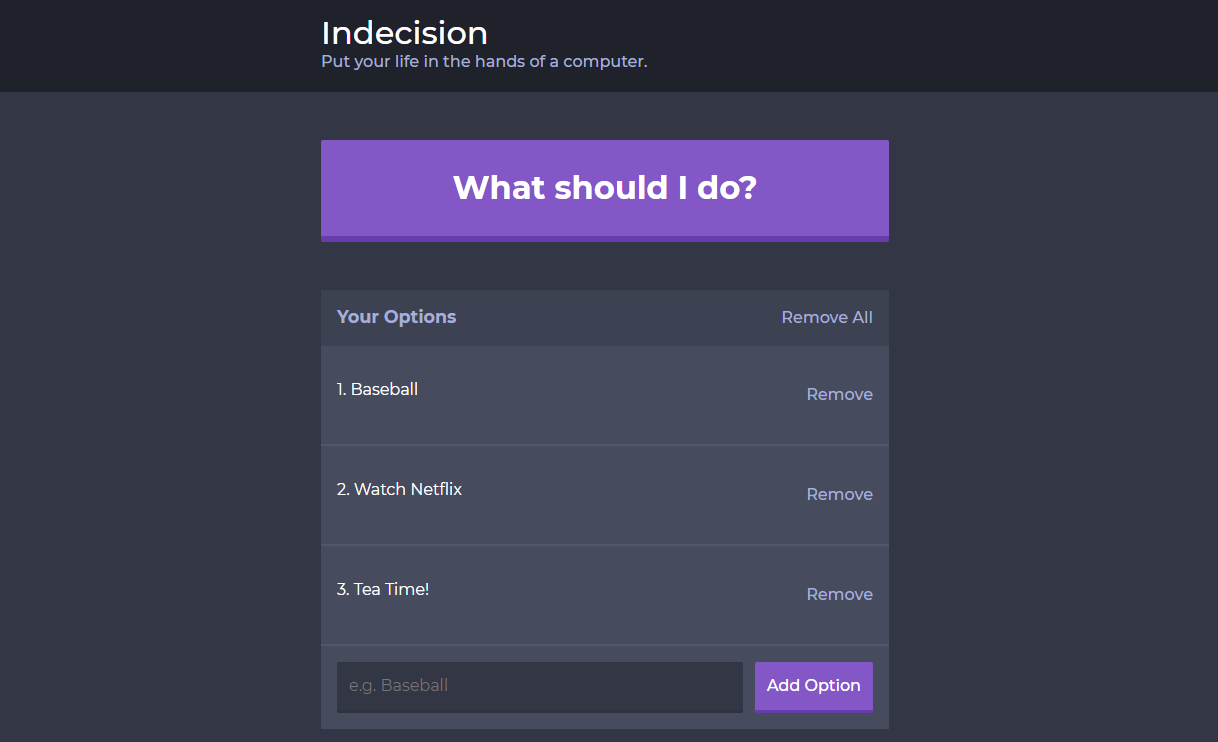 Indecision
Put your life in the hands of a computer.
What should I do?
Your Options
Remove All
1. Baseball
Remove
2. Watch Netflix
Remove
3. Tea Time!
Remove
e.g. Baseball
Add Option